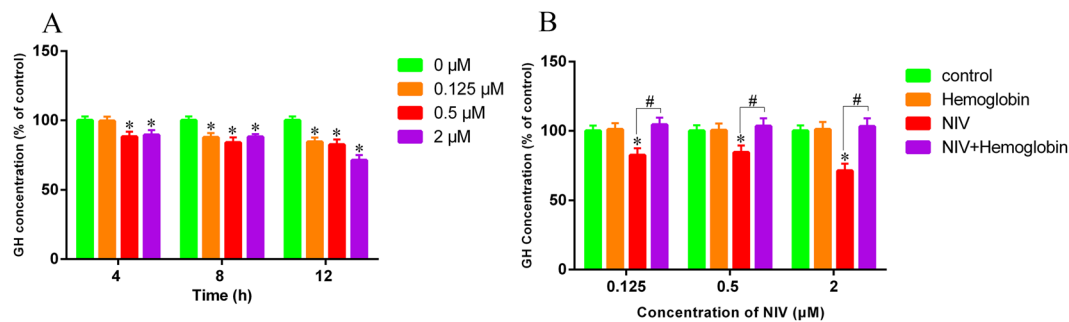 A
GH concentration (% of control)
150
100
50
0
* *
* * *
* * *
4
8
12
Time (h)
0 µM
0.125 µM
0.5 µM
2 µM
B
GH Concentration (% of control)
150
100
50
0
* #
* #
* #
0.125
0.5
2
Concentration of NIV (µM)
control
Hemoglobin
NIV
NIV+Hemoglobin